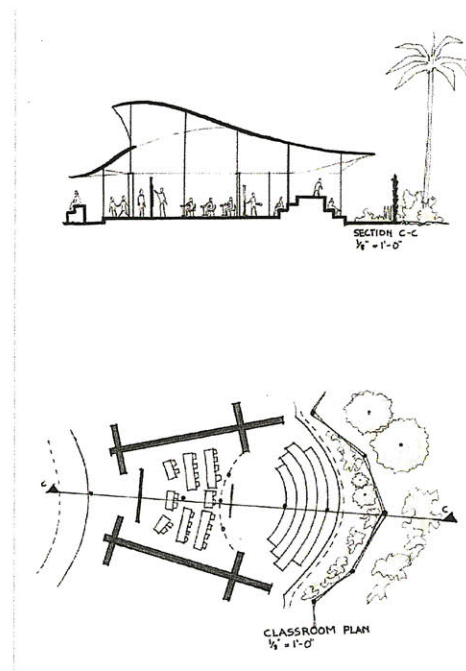 SECTION C-C
⅛" = 1'-0"
C
C
CLASSROOM PLAN
⅛" = 1'-0"